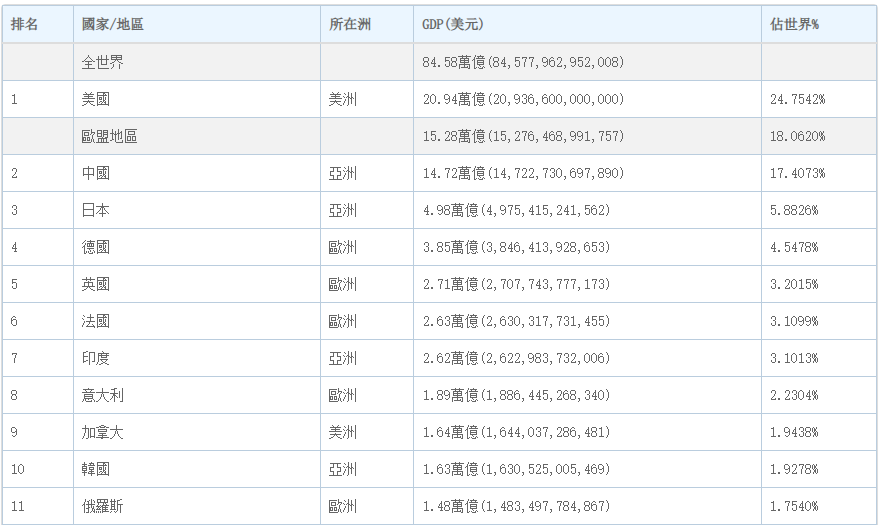 排名 國家/地區 所在洲 GDP(美元) 佔世界%
全世界 84.58萬億(84,577,962,952,008)
1 美國 美洲 20.94萬億(20,936,600,000,000) 24.7542%
歐盟地區 15.28萬億(15,276,468,991,757) 18.0620%
2 中國 亞洲 14.72萬億(14,722,730,697,890) 17.4073%
3 日本 亞洲 4.98萬億(4,975,415,241,562) 5.8826%
4 德國 歐洲 3.85萬億(3,846,413,928,653) 4.5478%
5 英國 歐洲 2.71萬億(2,707,743,777,173) 3.2015%
6 法國 歐洲 2.63萬億(2,630,317,731,455) 3.1099%
7 印度 亞洲 2.62萬億(2,622,983,732,006) 3.1013%
8 意大利 歐洲 1.89萬億(1,886,445,268,340) 2.2304%
9 加拿大 美洲 1.64萬億(1,644,037,286,481) 1.9438%
10 韓國 亞洲 1.63萬億(1,630,525,005,469) 1.9278%
11 俄羅斯 歐洲 1.48萬億(1,483,497,784,867) 1.7540%